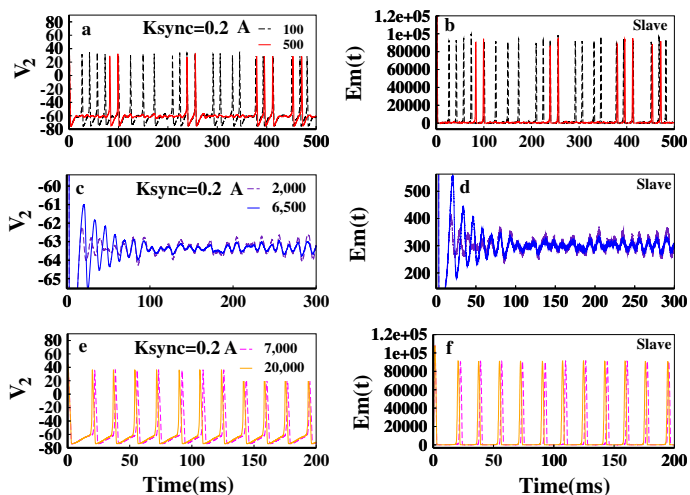 a Ksync=0.2 A 100
500
V2
80
60
40
20
0
-20
-40
-60
-80
0 100 200 300 400 500
b Slave
Em(t)
1.2e+05
1e+05
80000
60000
40000
20000
0
0 100 200 300 400 500
c Ksync=0.2 A 2,000
6,500
V2
-60
-61
-62
-63
-64
-65
0 100 200 300
d Slave
Em(t)
500
400
300
200
0 50 100 150 200 250 300
e Ksync=0.2 A 7,000
20,000
V2
80
60
40
20
0
-20
-40
-60
-80
0 50 100 150 200
Time(ms)
f Slave
Em(t)
1.2e+05
1e+05
80000
60000
40000
20000
0
0 50 100 150 200
Time(ms)